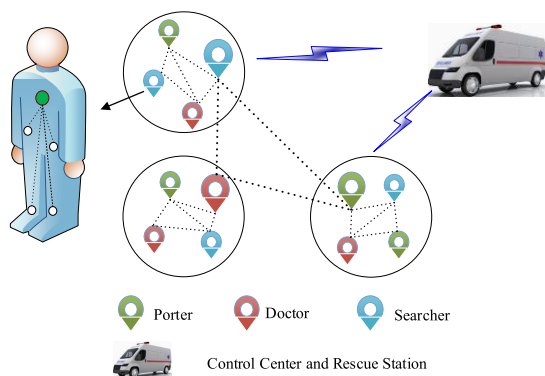 Porter
Doctor
Searcher
Control Center and Rescue Station